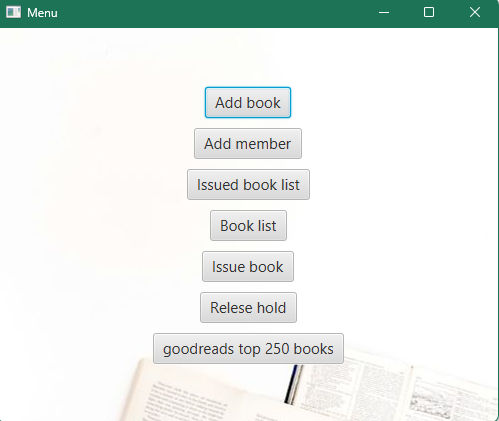 Menu
Add book
Add member
Issued book list
Book list
Issue book
Relese hold
goodreads top 250 books